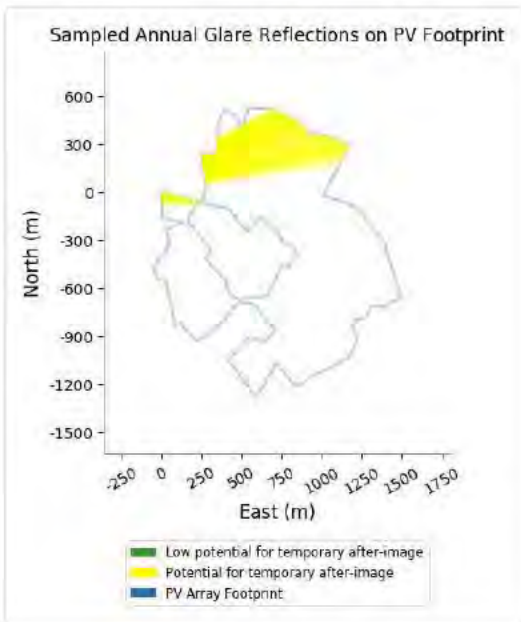 Sampled Annual Glare Reflections on PV Footprint
600
300
0
-300
-600
-900
-1200
-1500
North (m)
-250 0 250 500 750 1000 1250 1500 1750
East (m)
Low potential for temporary after-image
Potential for temporary after-image
PV Array Footprint